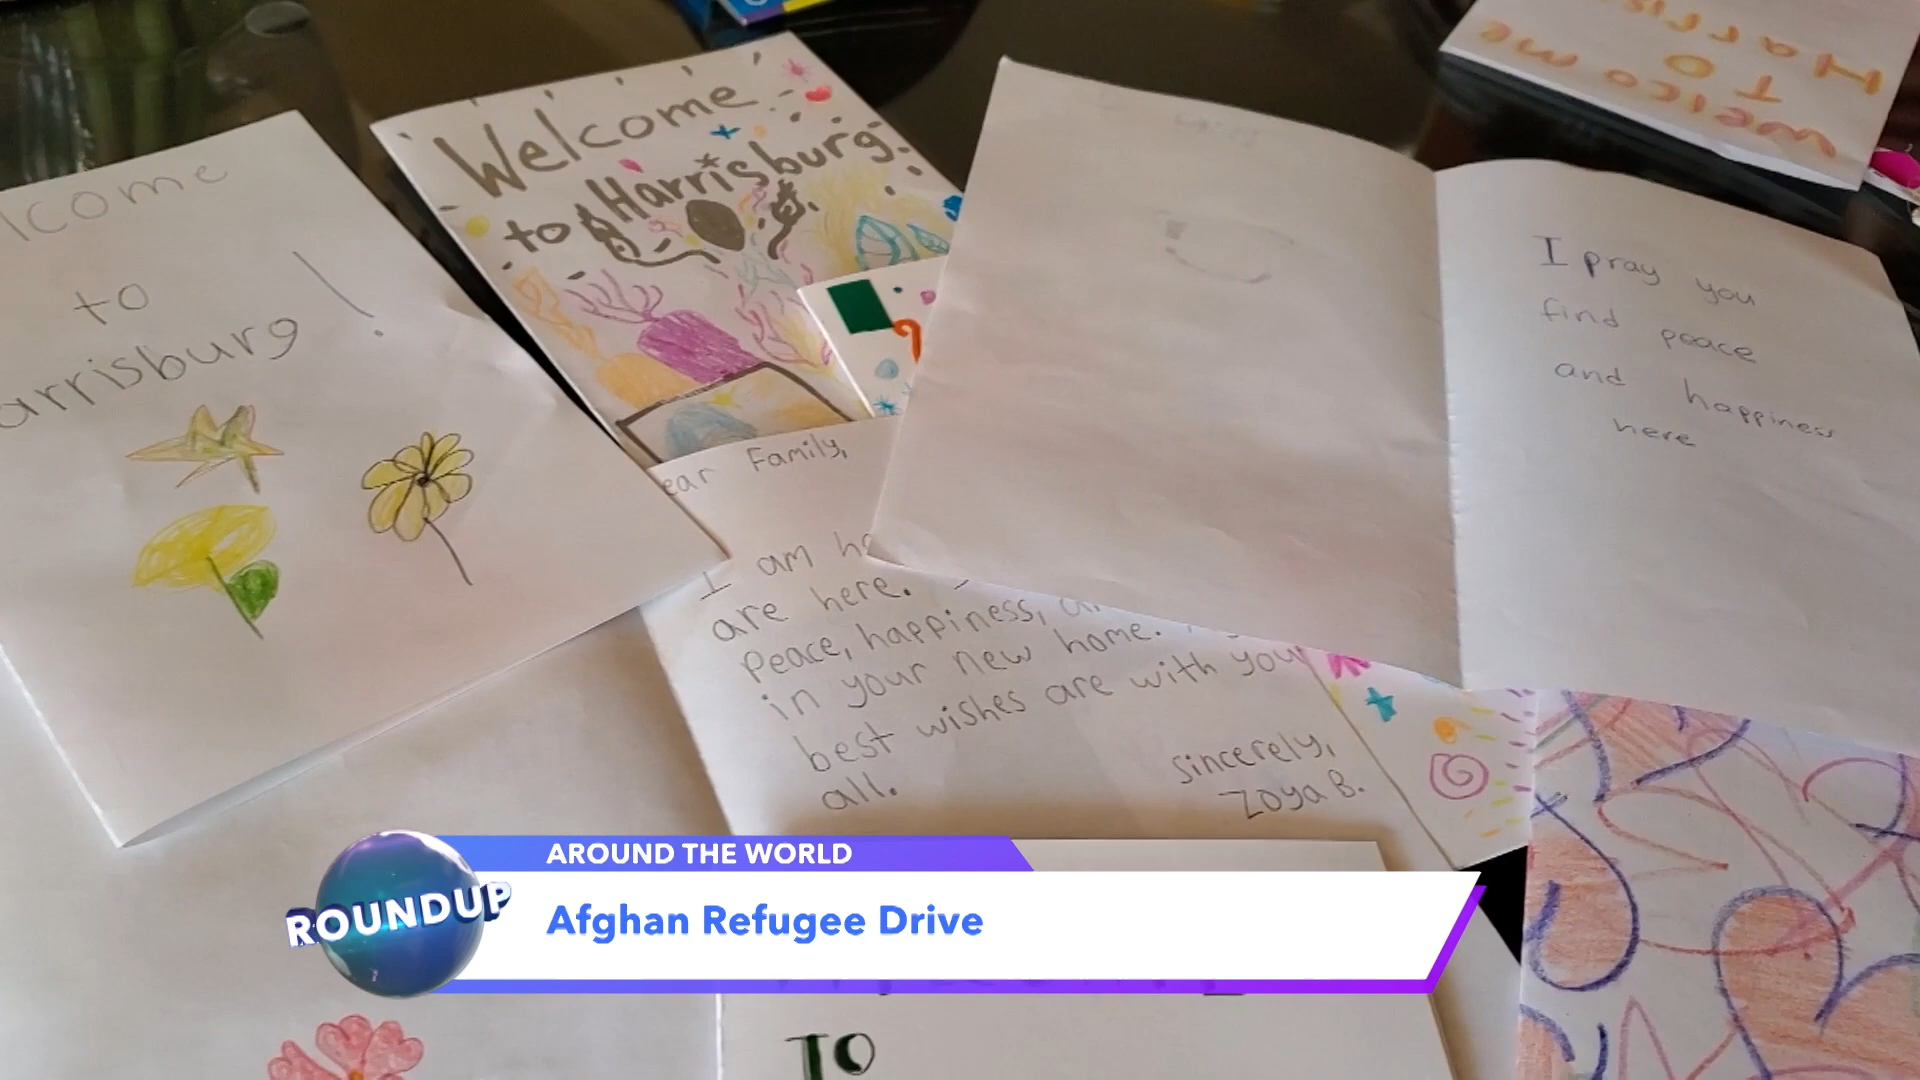 lcome
to
arrisburg !
Welcome
to Harrisburg
welcome
TO
Harris
I pray you
find peace
and happiness
here
ear Family,
I am ha
are here.
Peace, happiness,
in your new home.
best wishes are with you
all.
Sincerely,
Zoya B.
AROUND THE WORLD
ROUNDUP
Afghan Refugee Drive
TO